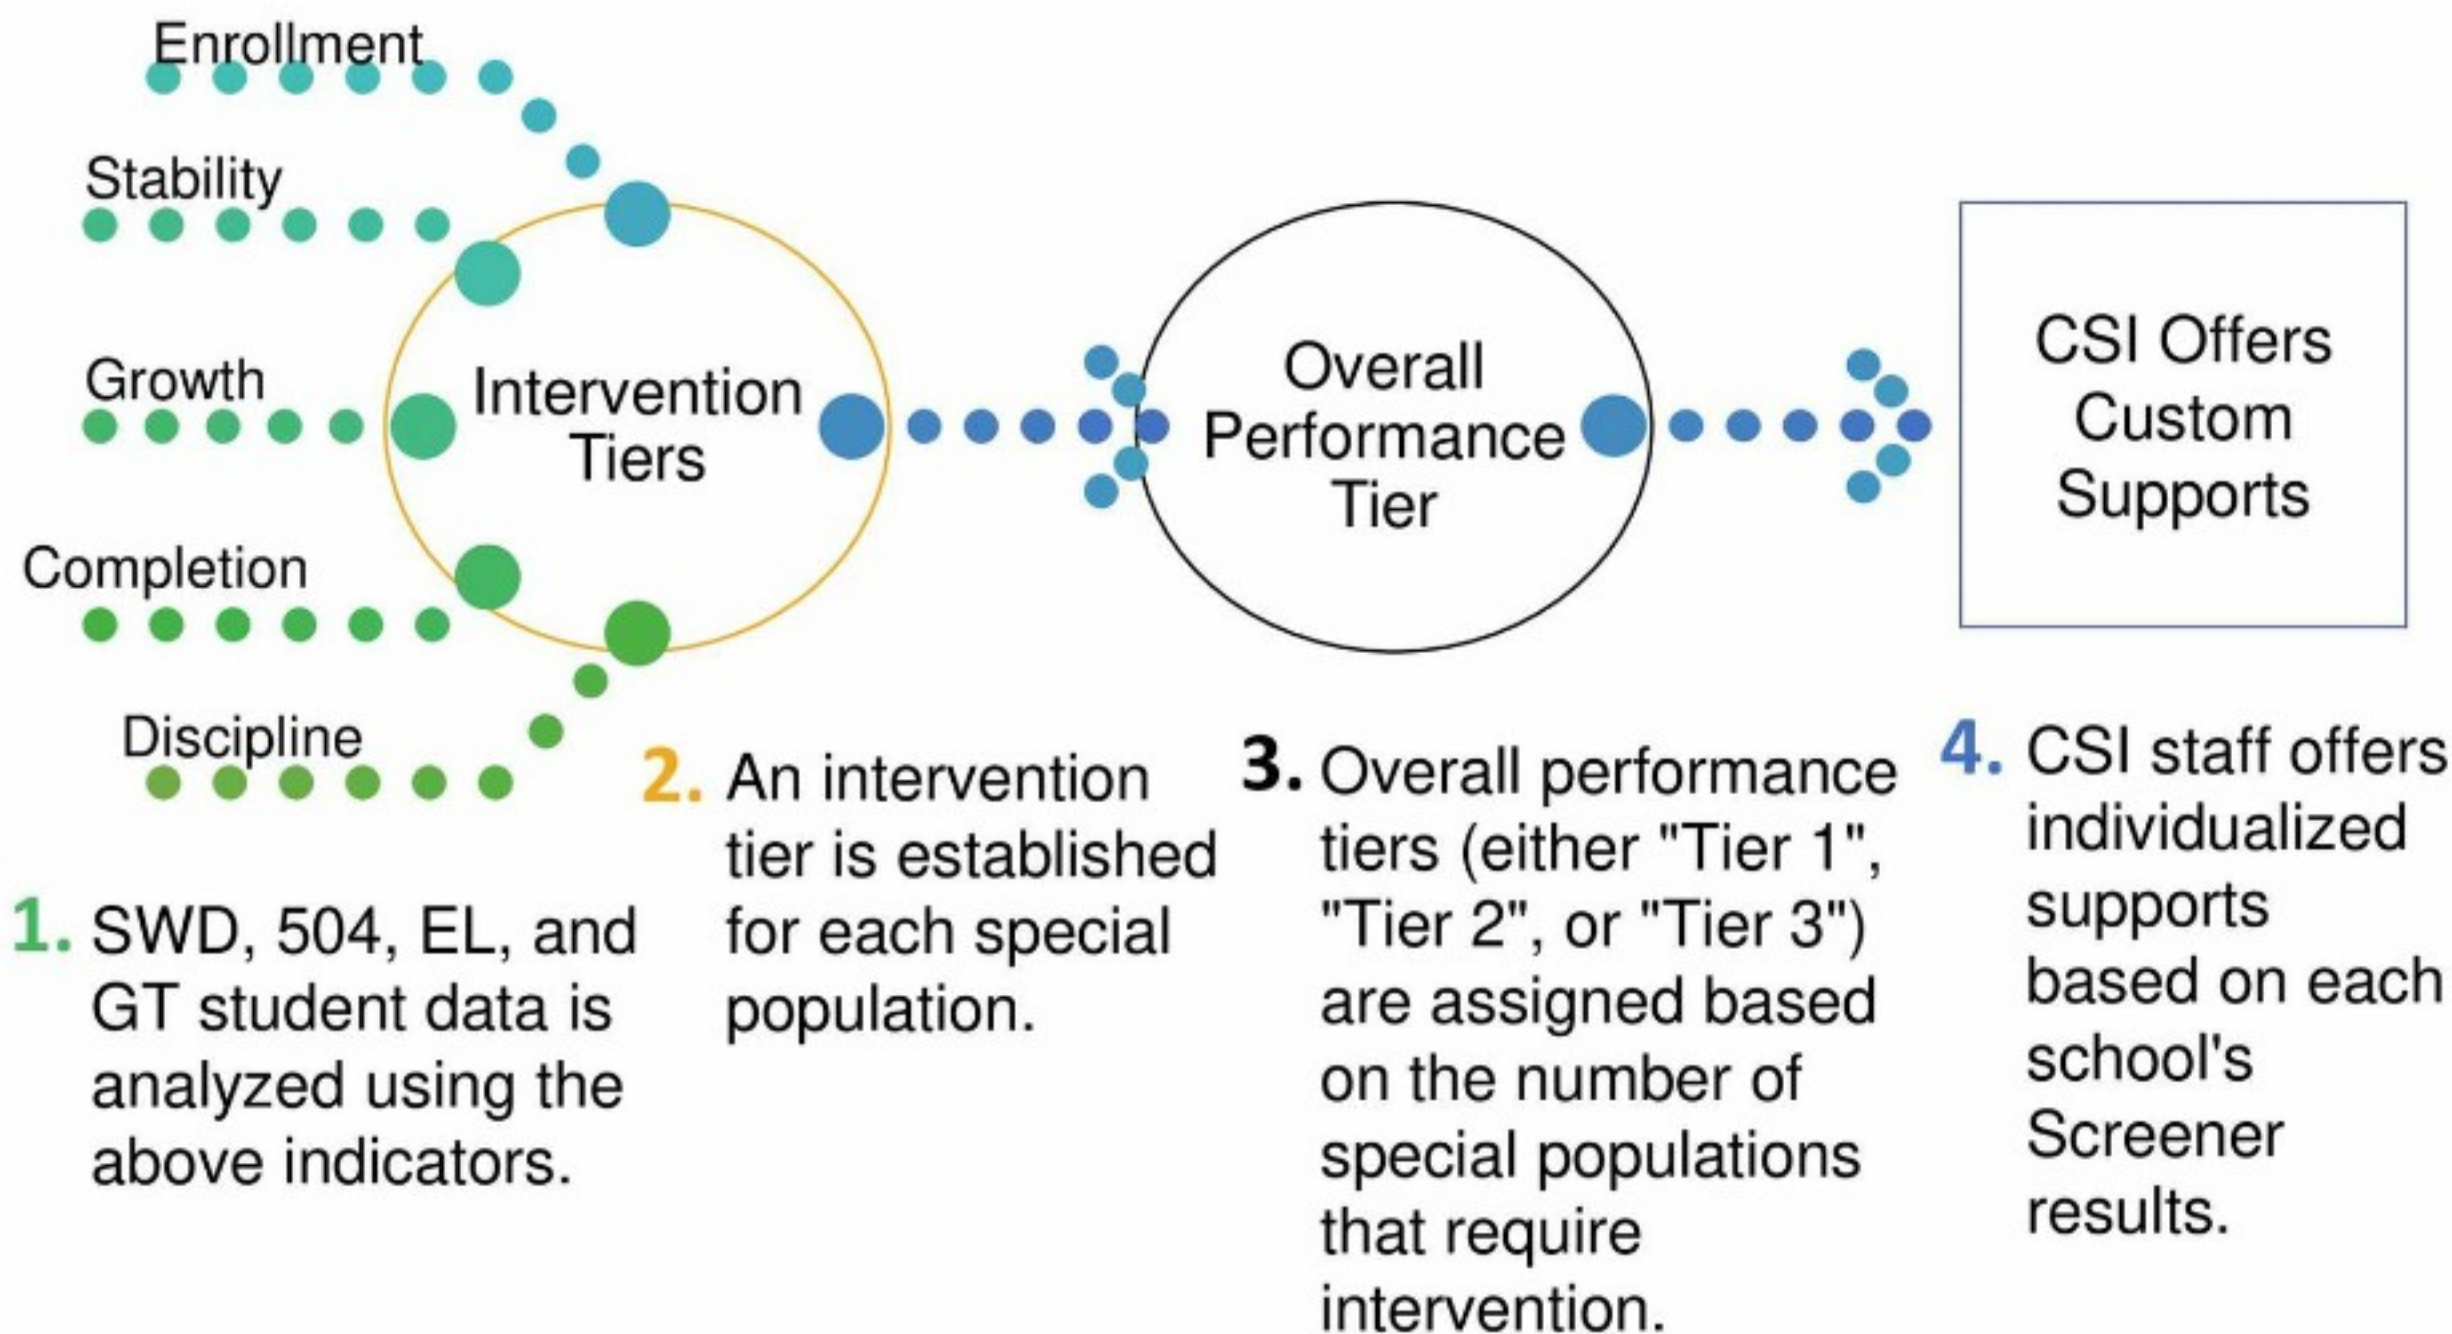 Enrollment
Stability
Growth
Completion
Discipline
Intervention
Tiers
Overall
Performance
Tier
CSI Offers
Custom
Supports
1. SWD, 504, EL, and
GT student data is
analyzed using the
above indicators.
2. An intervention
tier is established
for each special
population.
3. Overall performance
tiers (either "Tier 1",
"Tier 2", or "Tier 3")
are assigned based
on the number of
special populations
that require
intervention.
4. CSI staff offers
individualized
supports
based on each
school's
Screener
results.